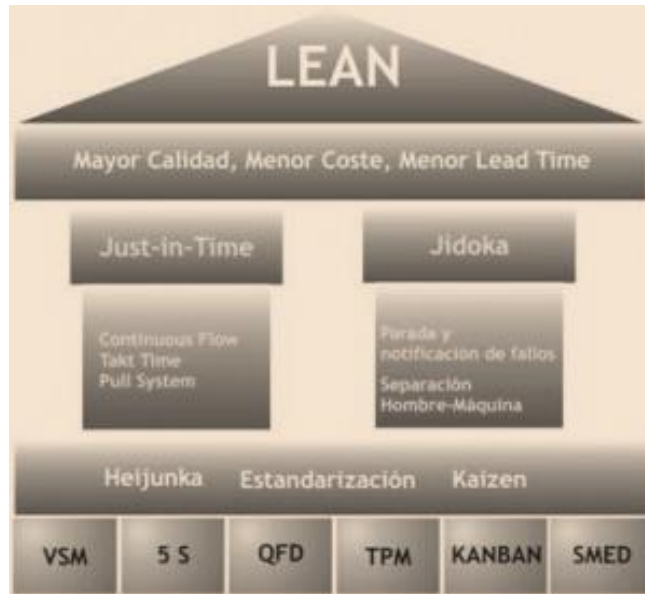 LEAN
Mayor Calidad, Menor Coste, Menor Lead Time
Just-in-Time
Jidoka
Continuous Flow
Takt Time
Pull System
Parada y
notificación de fallos
Separación
Hombre-Máquina
Heijunka Estandarización Kaizen
VSM 5 S QFD TPM KANBAN SMED